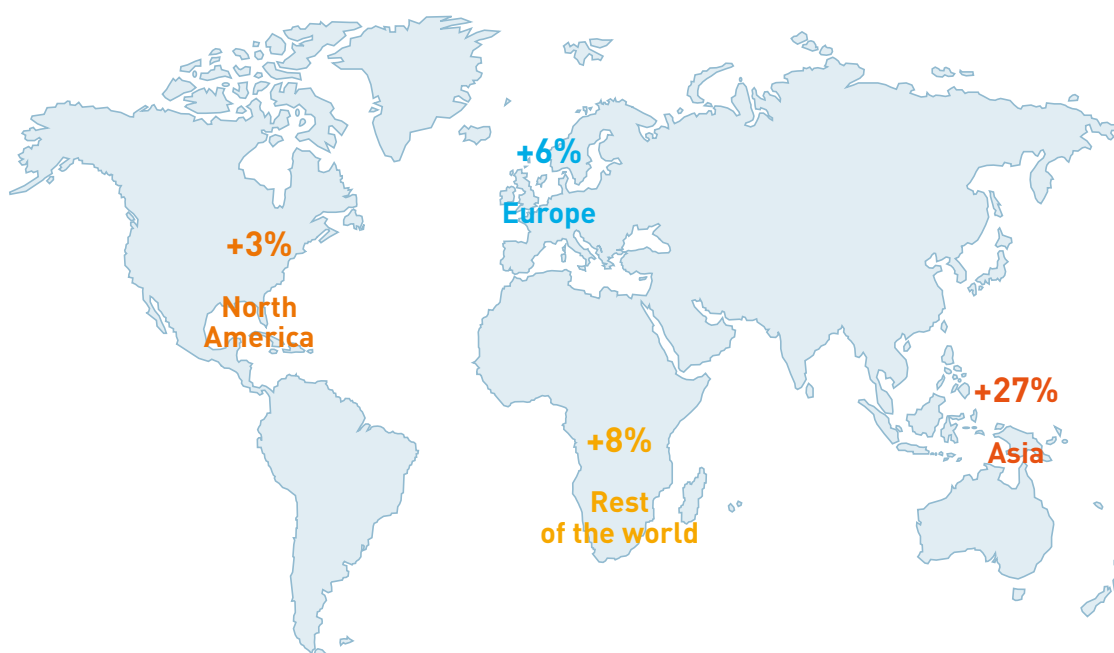 +6%
Europe
+3%
North
America
+27%
Asia
+8%
Rest
of the world